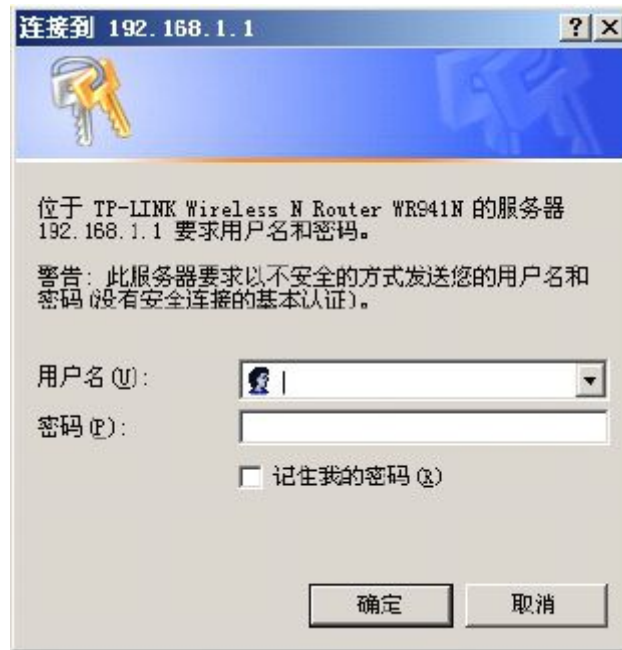 连接到 192.168.1.1
位于 TP-LINK Wireless N Router WR941N 的服务器
192.168.1.1 要求用户名和密码。
警告: 此服务器要求以不安全的方式发送您的用户名和
密码(没有安全连接的基本认证)。
用户名(U):
密码(P):
记住我的密码(R)
确定 取消